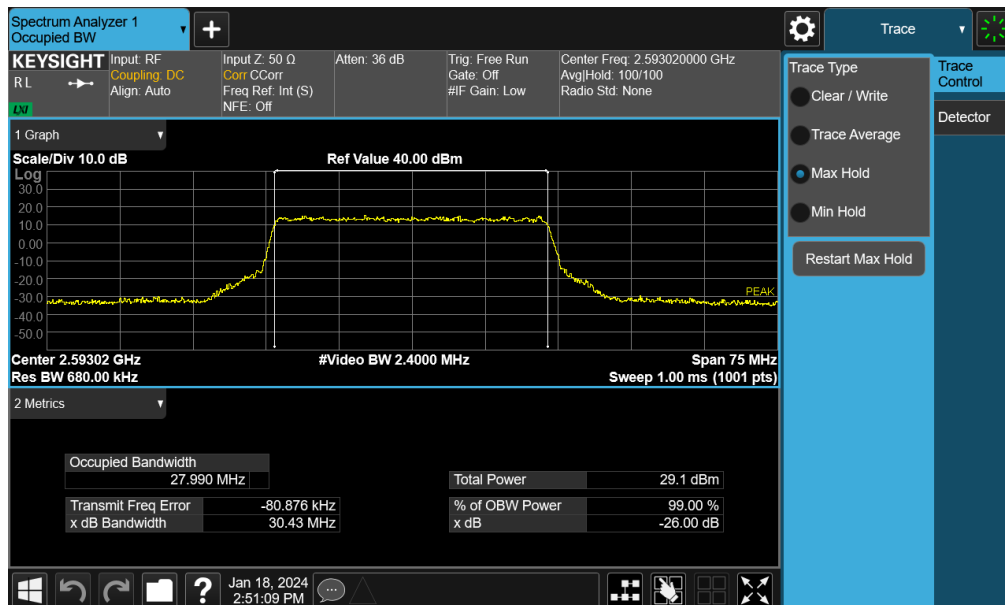 Spectrum Analyzer 1
Occupied BW
Trace
KEYSIGHT
R L
LXI
Input: RF
Coupling: DC
Align: Auto
Input Z: 50 Ω
Corr CCorr
Freq Ref: Int (S)
NFE: Off
Atten: 36 dB
Trig: Free Run
Gate: Off
#IF Gain: Low
Center Freq: 2.593020000 GHz
Avg|Hold: 100/100
Radio Std: None
Trace Type
Clear / Write
Trace Average
Max Hold
Min Hold
Restart Max Hold
Trace
Control
Detector
1 Graph
Scale/Div 10.0 dB
Ref Value 40.00 dBm
Log
30.0
20.0
10.0
0.00
-10.0
-20.0
-30.0
-40.0
-50.0
PEAK
Center 2.59302 GHz
#Video BW 2.4000 MHz
Span 75 MHz
Res BW 680.00 kHz
Sweep 1.00 ms (1001 pts)
2 Metrics
Occupied Bandwidth
27.990 MHz
Total Power 29.1 dBm
Transmit Freq Error -80.876 kHz
% of OBW Power 99.00 %
x dB Bandwidth 30.43 MHz
x dB -26.00 dB
?
Jan 18, 2024
2:51:09 PM